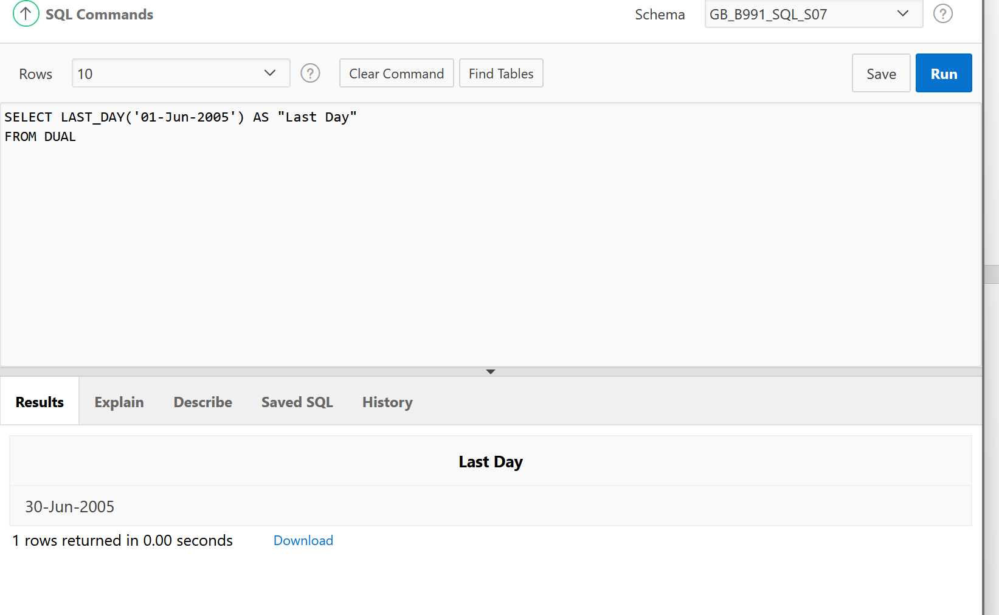 SQL Commands
Schema
GB_B991_SQL_S07
?
Rows
10
?
Clear Command
Find Tables
Save
Run
SELECT LAST_DAY('01-Jun-2005') AS "Last Day"
FROM DUAL
Results
Explain
Describe
Saved SQL
History
Last Day
30-Jun-2005
1 rows returned in 0.00 seconds
Download